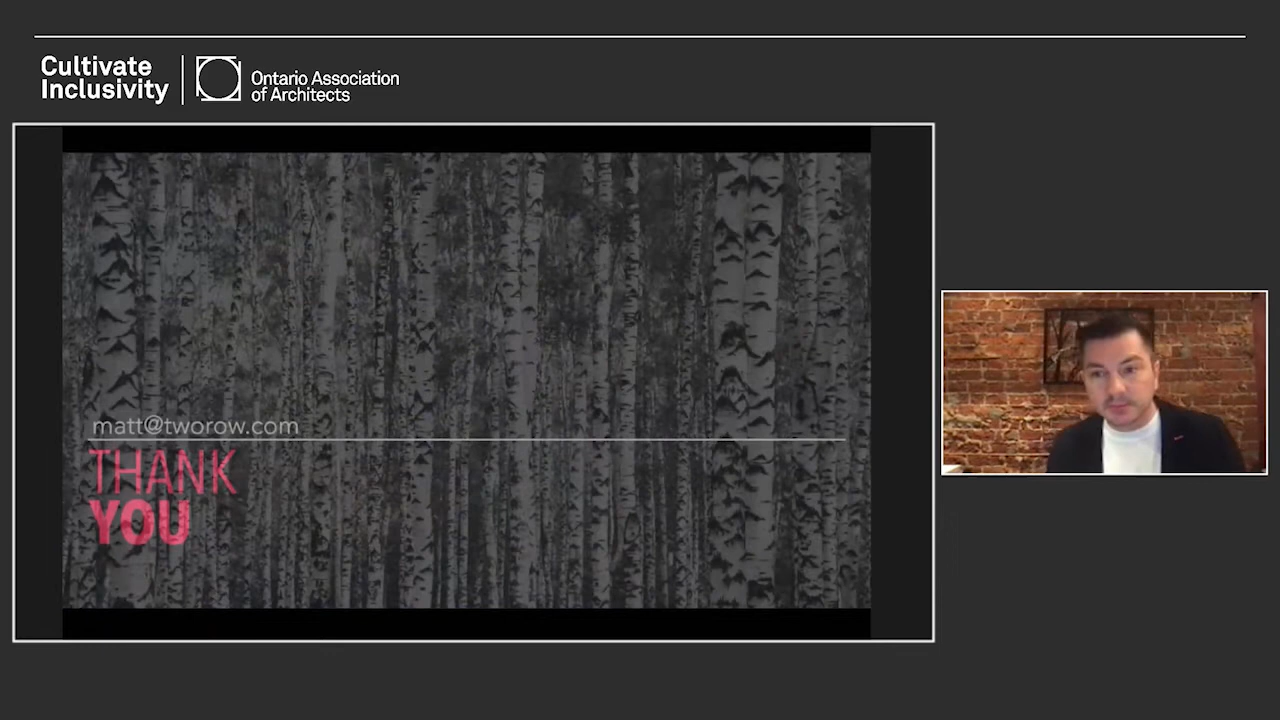 Cultivate
Inclusivity
Ontario Association
of Architects
matt@tworow.com
THANK
YOU